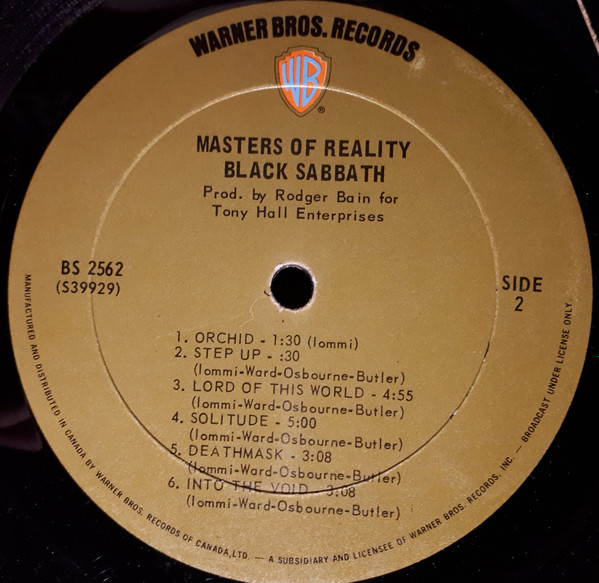 WARNER BROS. RECORDS
WB
®
MASTERS OF REALITY
BLACK SABBATH
Prod. by Rodger Bain for
Tony Hall Enterprises
BS 2562
(S39929)
SIDE
2
1. ORCHID - 1:30 (Iommi)
2. STEP UP - :30
(Iommi-Ward-Osbourne-Butler)
3. LORD OF THIS WORLD - 4:55
(Iommi-Ward-Osbourne-Butler)
4. SOLITUDE - 5:00
(Iommi-Ward-Osbourne-Butler)
5. DEATHMASK - 3:08
(Iommi-Ward-Osbourne-Butler)
6. INTO THE VOID - 3:08
(Iommi-Ward-Osbourne-Butler)
MANUFACTURED AND DISTRIBUTED IN CANADA BY WARNER BROS. RECORDS OF CANADA, LTD. — A SUBSIDIARY AND LICENSEE OF WARNER BROS. RECORDS, INC. — BROADCAST UNDER LICENSE ONLY.